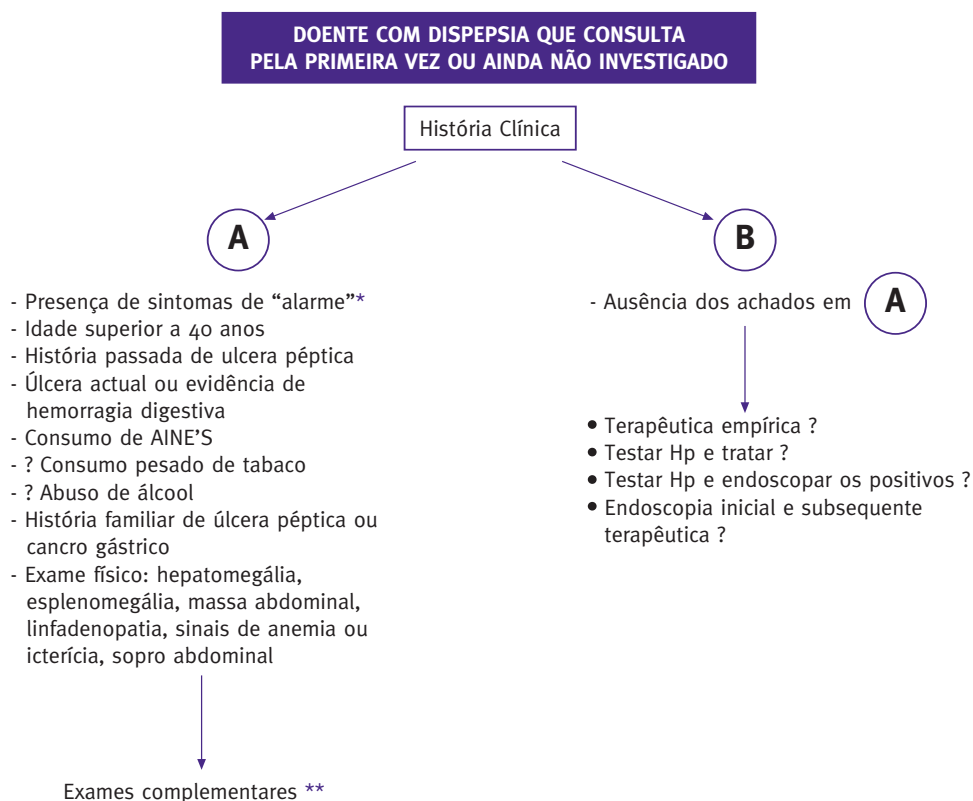 DOENTE COM DISPEPSIA QUE CONSULTA
PELA PRIMEIRA VEZ OU AINDA NÃO INVESTIGADO
História Clínica
A
- Presença de sintomas de “alarme”*
- Idade superior a 40 anos
- História passada de ulcera péptica
- Úlcera actual ou evidência de
hemorragia digestiva
- Consumo de AINE’S
- ? Consumo pesado de tabaco
- ? Abuso de álcool
- História familiar de úlcera péptica ou
cancro gástrico
- Exame físico: hepatomegália,
esplenomegália, massa abdominal,
linfadenopatia, sinais de anemia ou
icterícia, sopro abdominal
Exames complementares **
B
- Ausência dos achados em A
• Terapêutica empírica ?
• Testar Hp e tratar ?
• Testar Hp e endoscopar os positivos ?
• Endoscopia inicial e subsequente
terapêutica ?